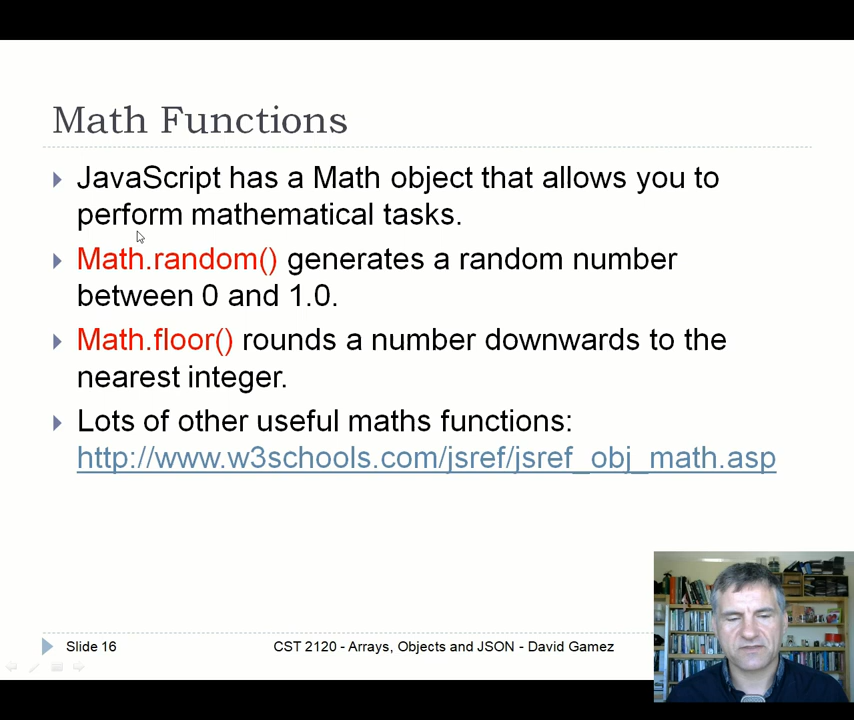 Math Functions
JavaScript has a Math object that allows you to
perform mathematical tasks.
Math.random() generates a random number
between 0 and 1.0.
Math.floor() rounds a number downwards to the
nearest integer.
Lots of other useful maths functions:
http://www.w3schools.com/jsref/jsref_obj_math.asp
Slide 16
CST 2120 - Arrays, Objects and JSON - David Gamez